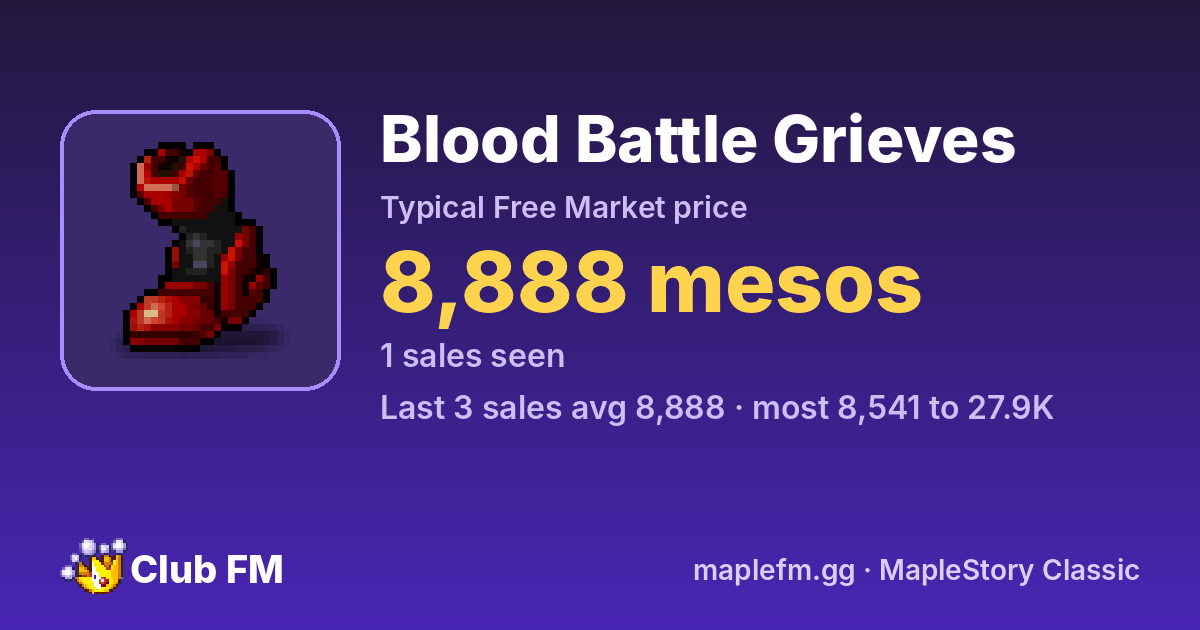 Blood Battle Grieves
Typical Free Market price
8,888 mesos
1 sales seen
Last 3 sales avg 8,888 · most 8,541 to 27.9K
Club FM
maplefm.gg · MapleStory Classic